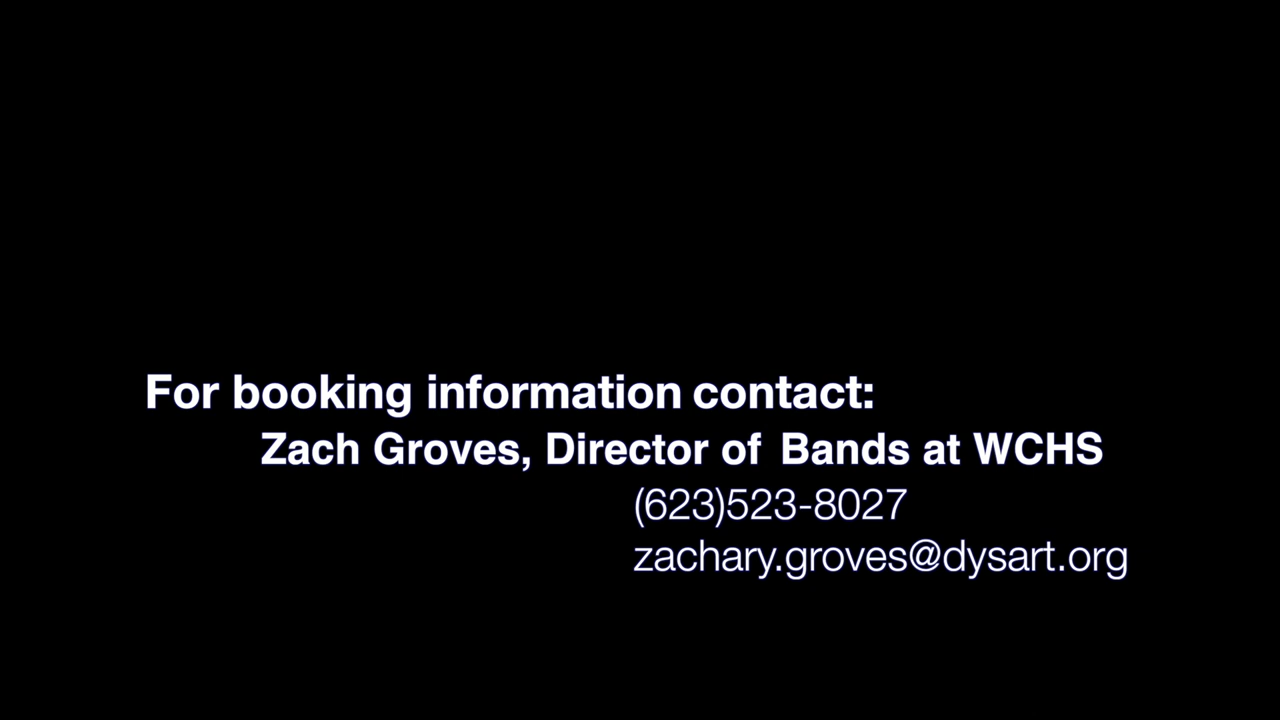 For booking information contact:
Zach Groves, Director of Bands at WCHS
(623)523-8027
zachary.groves@dysart.org